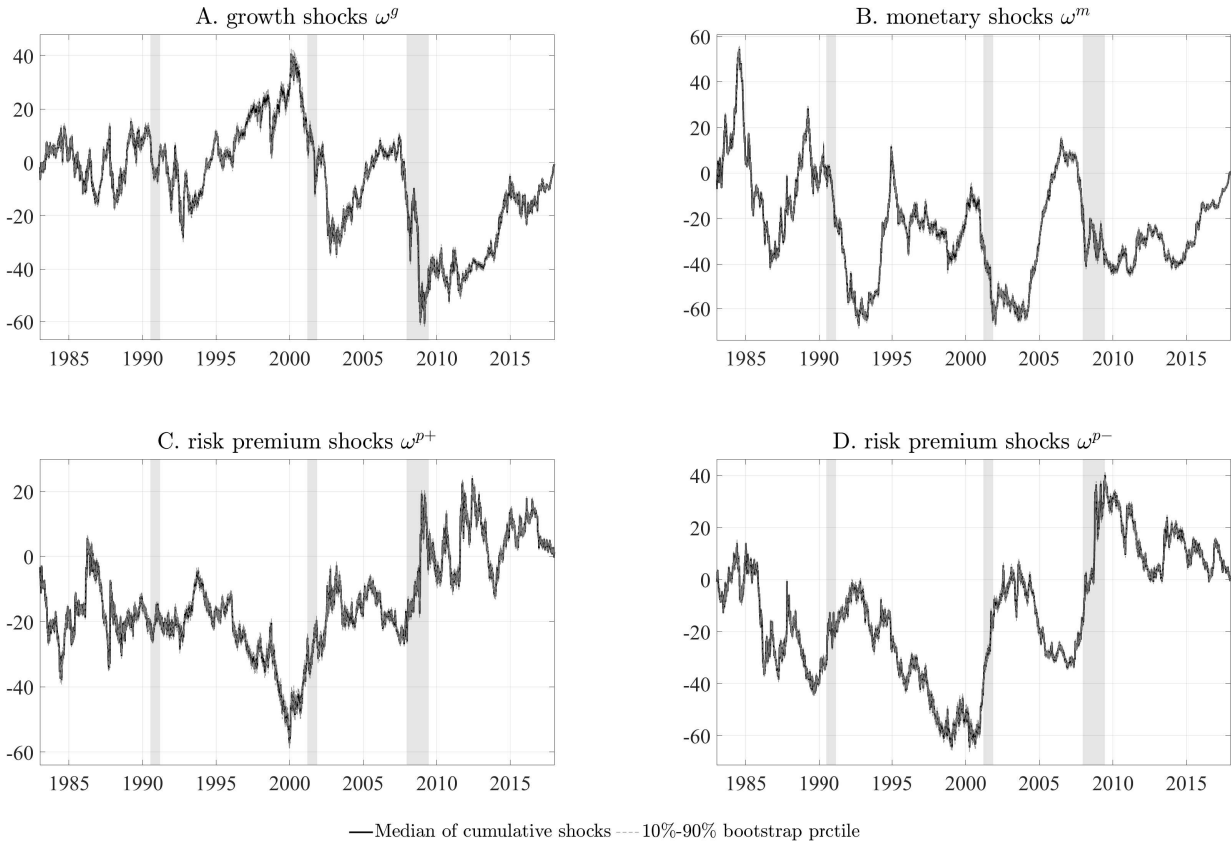 A. growth shocks ω^g
40
20
0
-20
-40
-60
1985 1990 1995 2000 2005 2010 2015
B. monetary shocks ω^m
60
40
20
0
-20
-40
-60
1985 1990 1995 2000 2005 2010 2015
C. risk premium shocks ω^{p+}
20
0
-20
-40
-60
1985 1990 1995 2000 2005 2010 2015
D. risk premium shocks ω^{p−}
40
20
0
-20
-40
-60
1985 1990 1995 2000 2005 2010 2015
Median of cumulative shocks 10%-90% bootstrap prctile